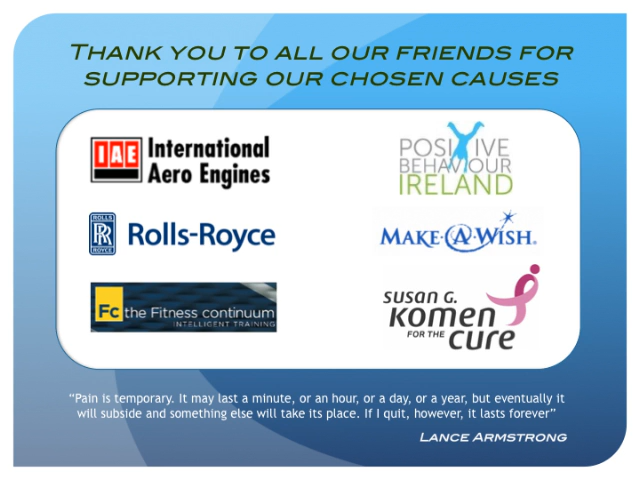 THANK YOU TO ALL OUR FRIENDS FOR
SUPPORTING OUR CHOSEN CAUSES
IAE International
Aero Engines
POSITIVE
BEHAVIOUR
IRELAND
ROLLS
RR
ROYCE
Rolls-Royce
MAKE·A·WISH®
Fc the Fitness continuum
INTELLIGENT TRAINING
SUSAN G.
Komen
FOR THE
cure
“Pain is temporary. It may last a minute, or an hour, or a day, or a year, but eventually it
will subside and something else will take its place. If I quit, however, it lasts forever”
LANCE ARMSTRONG